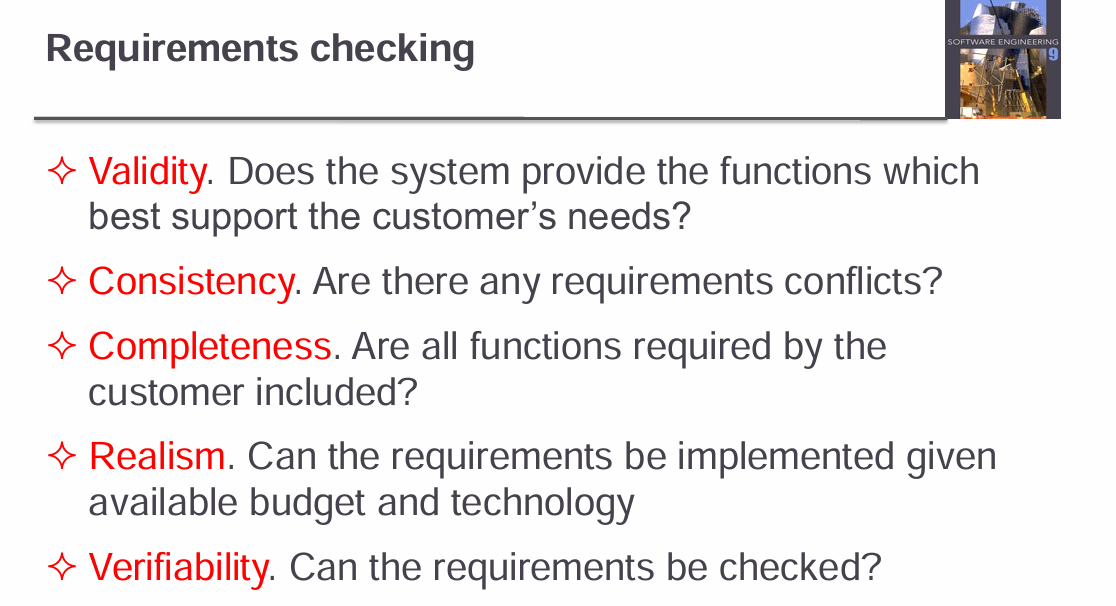 Requirements checking
SOFTWARE ENGINEERING
9
✧ Validity. Does the system provide the functions which
best support the customer’s needs?
✧ Consistency. Are there any requirements conflicts?
✧ Completeness. Are all functions required by the
customer included?
✧ Realism. Can the requirements be implemented given
available budget and technology
✧ Verifiability. Can the requirements be checked?